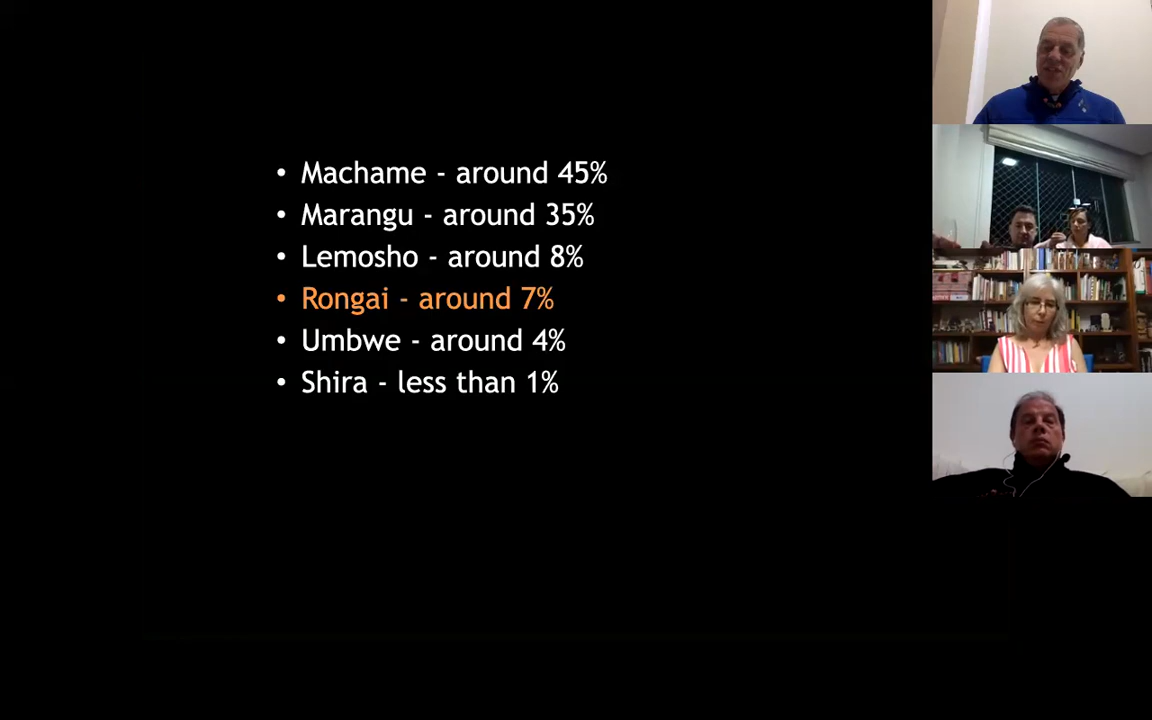 • Machame - around 45%
• Marangu - around 35%
• Lemosho - around 8%
• Rongai - around 7%
• Umbwe - around 4%
• Shira - less than 1%